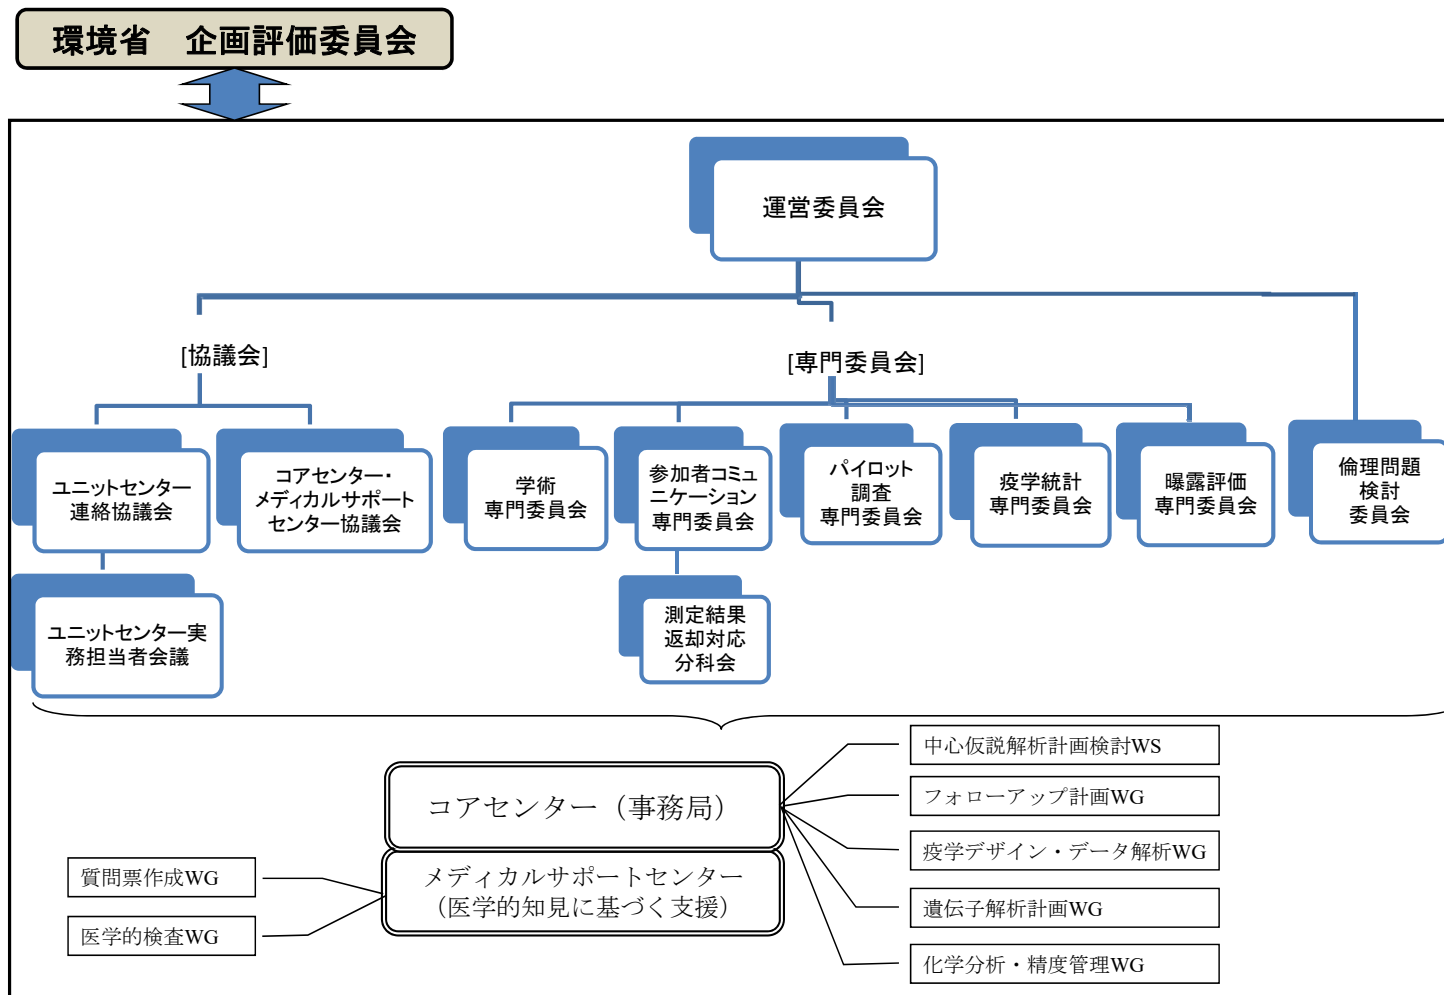 環境省　企画評価委員会
運営委員会
[協議会]
[専門委員会]
ユニットセンター
連絡協議会
コアセンター・
メディカルサポート
センター協議会
学術
専門委員会
参加者コミュ
ニケーション
専門委員会
パイロット
調査
専門委員会
疫学統計
専門委員会
曝露評価
専門委員会
倫理問題
検討
委員会
ユニットセンター実
務担当者会議
測定結果
返却対応
分科会
コアセンター（事務局）
メディカルサポートセンター
（医学的知見に基づく支援）
質問票作成WG
医学的検査WG
中心仮説解析計画検討WS
フォローアップ計画WG
疫学デザイン・データ解析WG
遺伝子解析計画WG
化学分析・精度管理WG